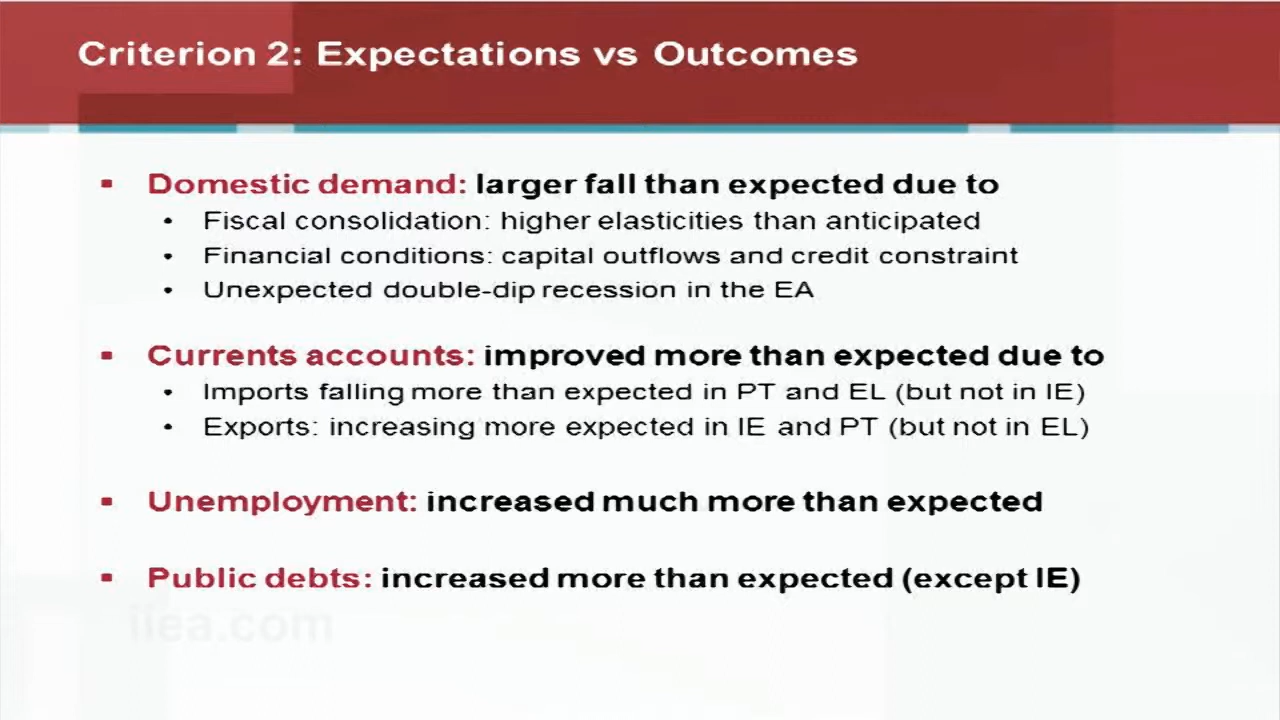 Criterion 2: Expectations vs Outcomes
▪ Domestic demand: larger fall than expected due to
• Fiscal consolidation: higher elasticities than anticipated
• Financial conditions: capital outflows and credit constraint
• Unexpected double-dip recession in the EA
▪ Currents accounts: improved more than expected due to
• Imports falling more than expected in PT and EL (but not in IE)
• Exports: increasing more expected in IE and PT (but not in EL)
▪ Unemployment: increased much more than expected
▪ Public debts: increased more than expected (except IE)